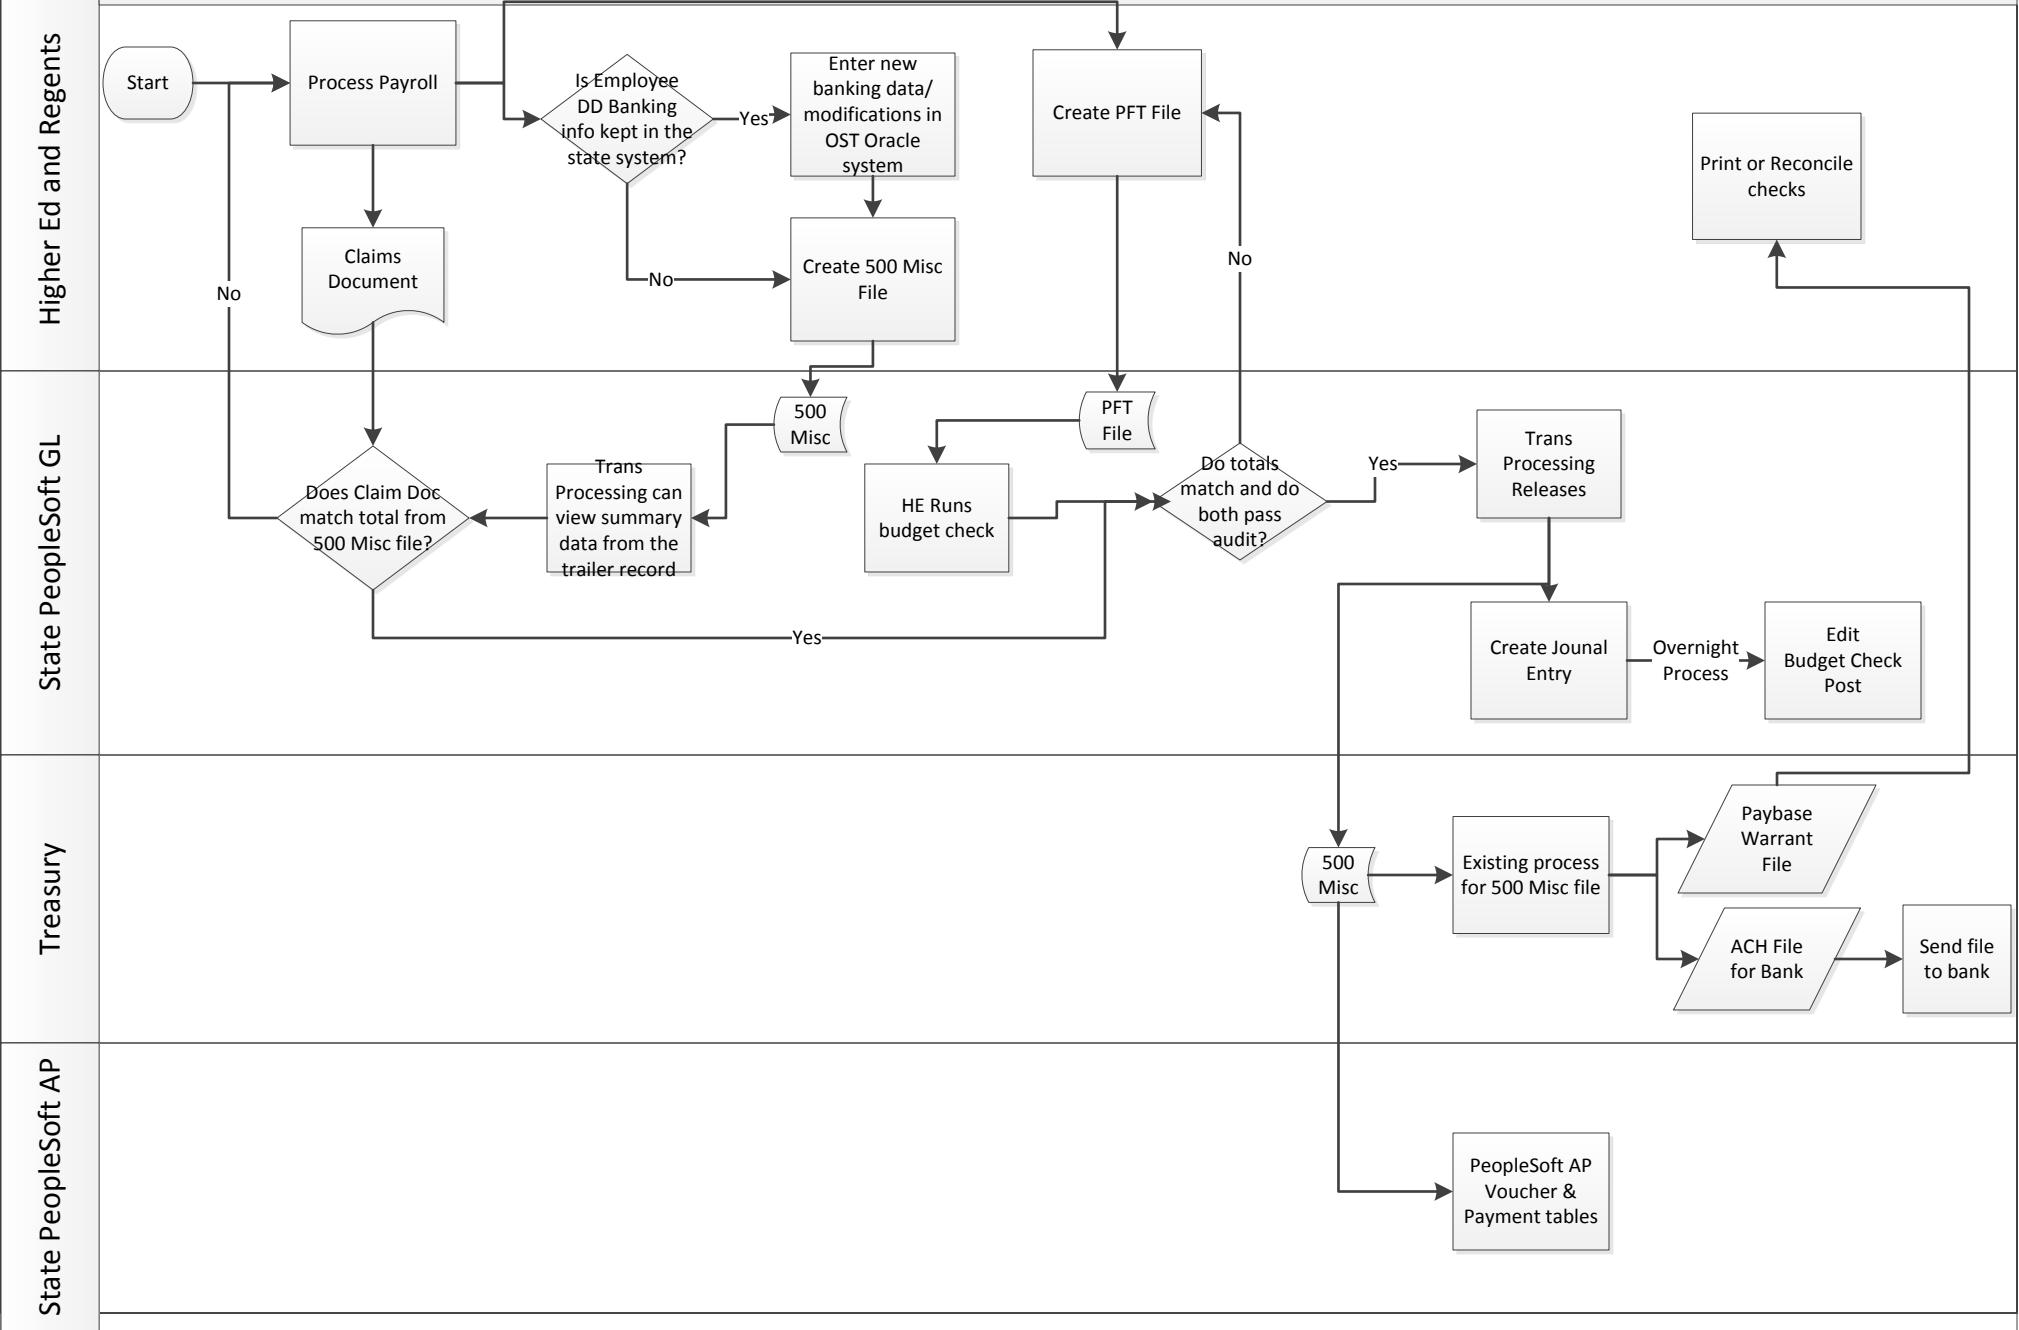 Higher Ed and Regents
Start
Process Payroll
Is Employee
DD Banking
info kept in the
state system?
Yes
Enter new
banking data/
modifications in
OST Oracle
system
Create PFT File
Print or Reconcile
checks
Claims
Document
No
Create 500 Misc
File
No
No
State PeopleSoft GL
500
Misc
PFT
File
Does Claim Doc
match total from
500 Misc file?
Trans
Processing can
view summary
data from the
trailer record
HE Runs
budget check
Do totals
match and do
both pass
audit?
Yes
Trans
Processing
Releases
Yes
Create Jounal
Entry
Overnight
Process
Edit
Budget Check
Post
Treasury
500
Misc
Existing process
for 500 Misc file
Paybase
Warrant
File
ACH File
for Bank
Send file
to bank
State PeopleSoft AP
PeopleSoft AP
Voucher &
Payment tables